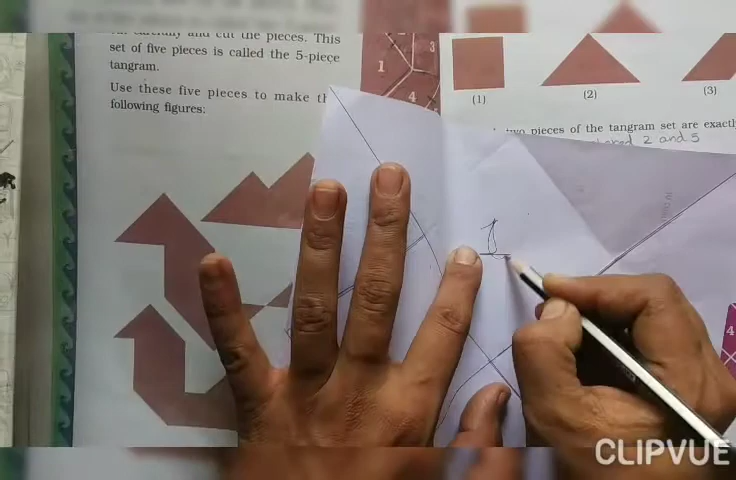 set of five pieces is called the 5-piece
tangram.
Use these five pieces to make
following figures:
1
3
4
(1)
(2)
(3)
two pieces of the tangram set are exactly
2 and 5
1
4
CLIPVUE